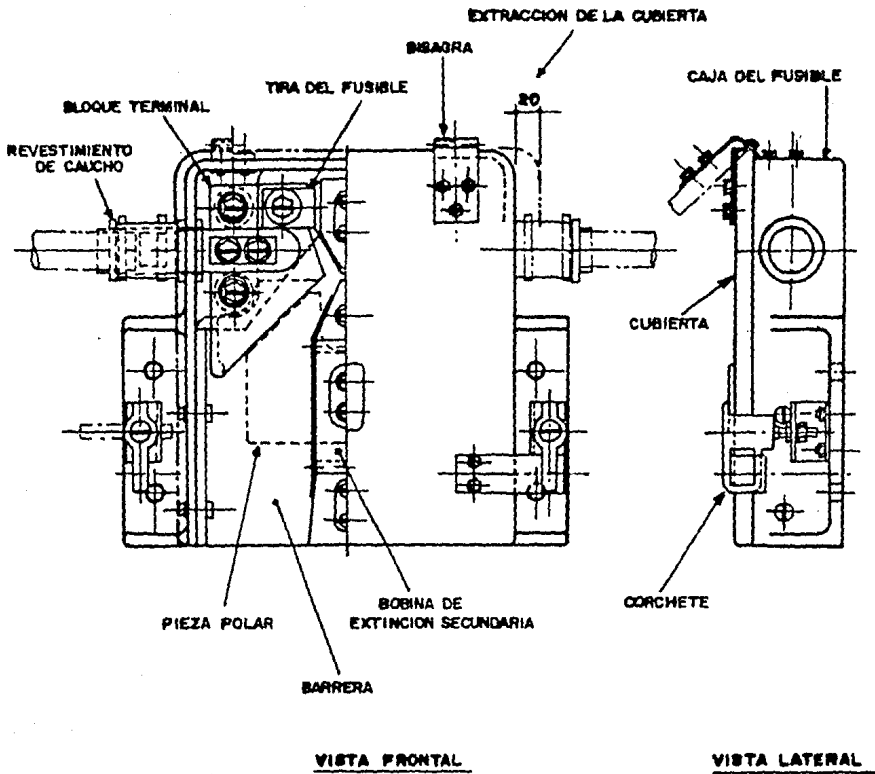 EXTRACCION DE LA CUBIERTA
BISAGRA
CAJA DEL FUSIBLE
TIRA DEL FUSIBLE
20
BLOQUE TERMINAL
REVESTIMIENTO
DE CAUCHO
CUBIERTA
CORCHETE
BOBINA DE
EXTINCION SECUNDARIA
PIEZA POLAR
BARRERA
VISTA FRONTAL
VISTA LATERAL